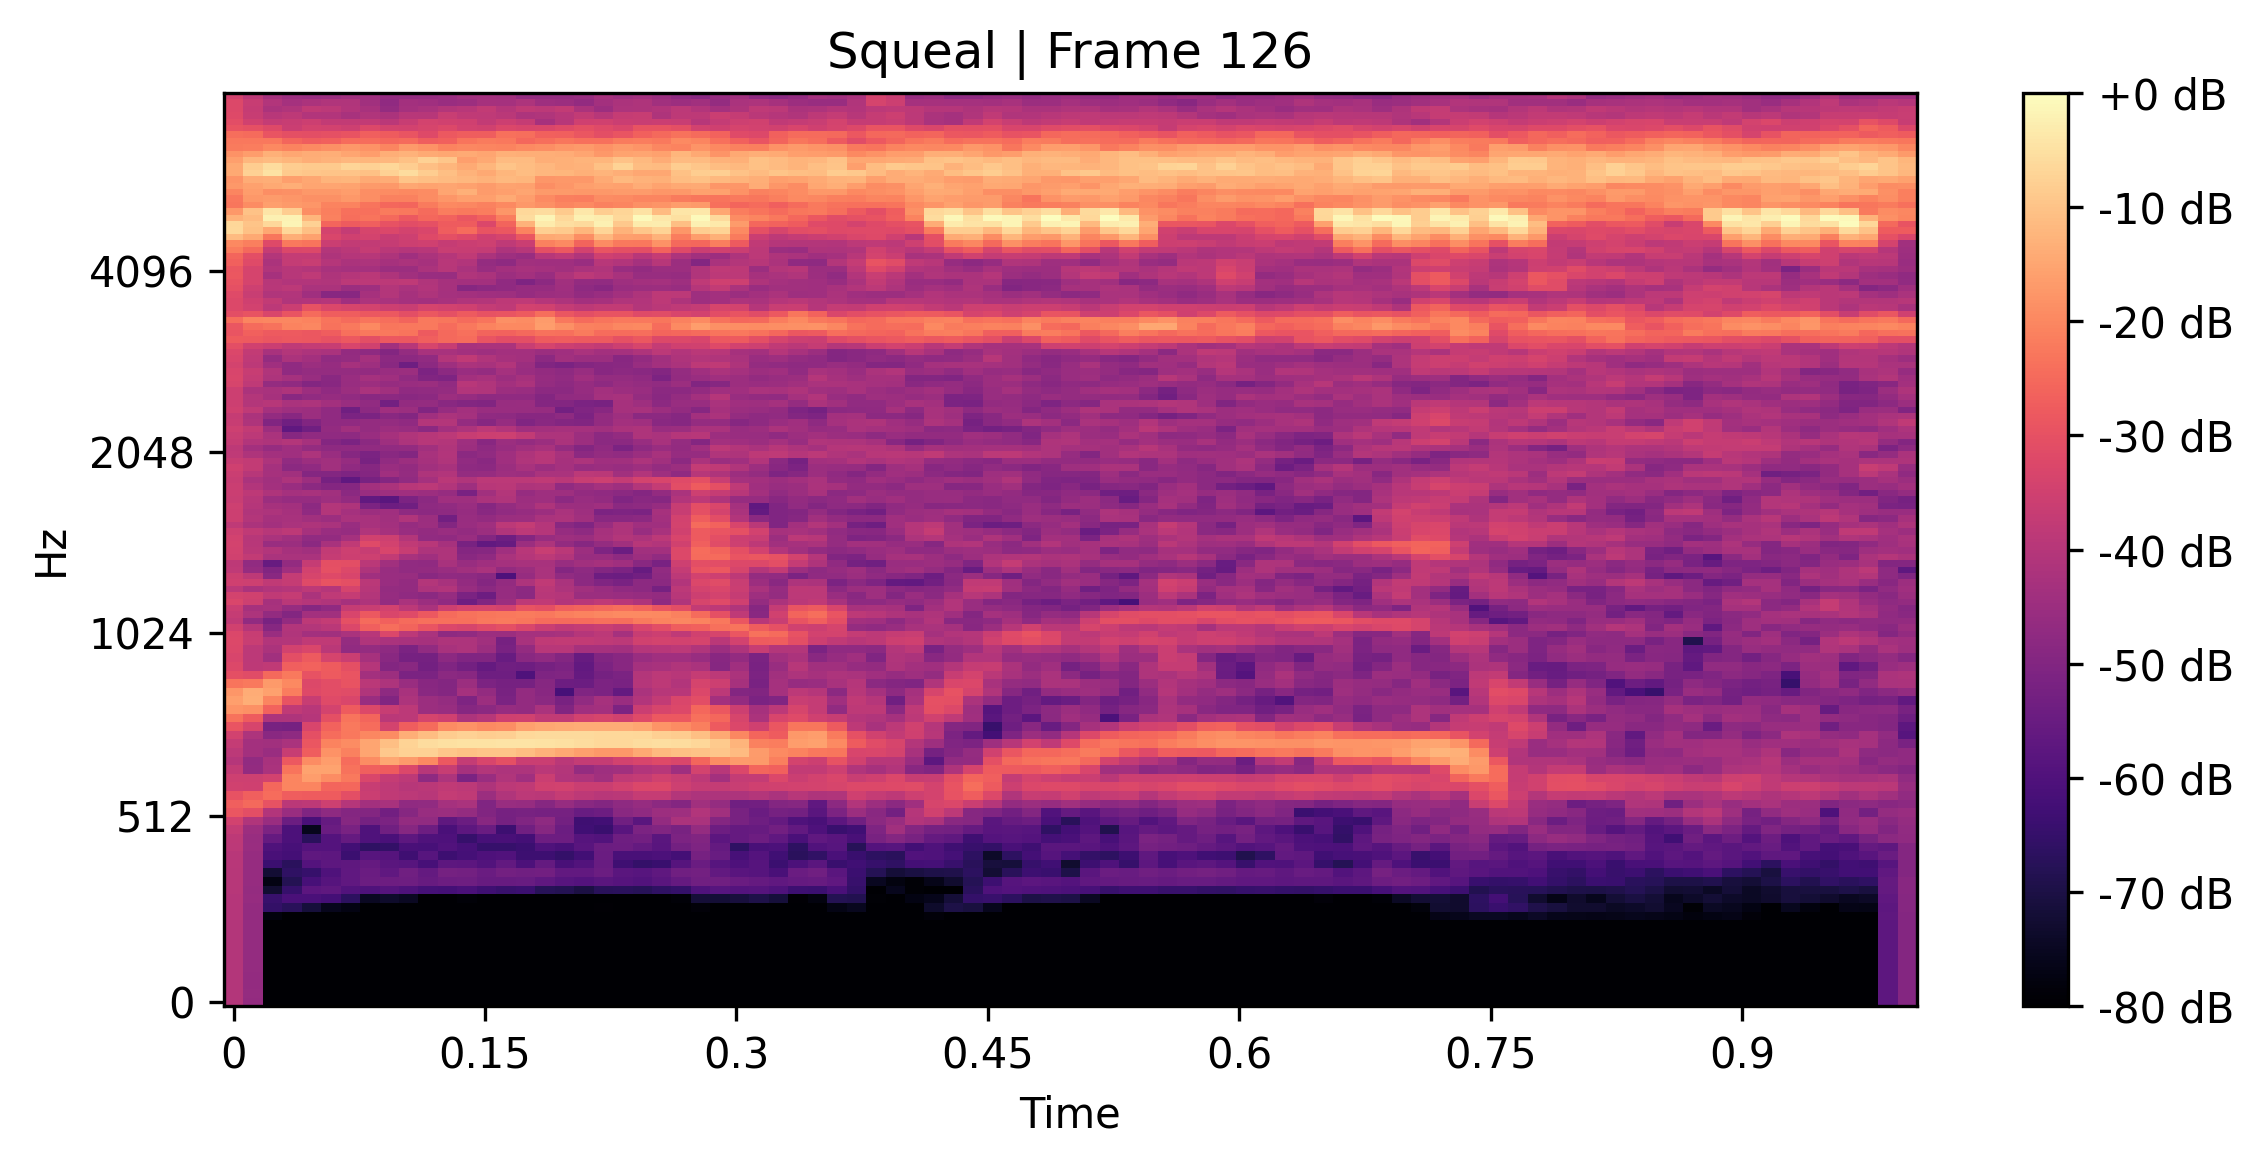 Squeal | Frame 126
+0 dB
-10 dB
-20 dB
-30 dB
-40 dB
-50 dB
-60 dB
-70 dB
-80 dB
Hz
4096
2048
1024
512
0
0 0.15 0.3 0.45 0.6 0.75 0.9
Time